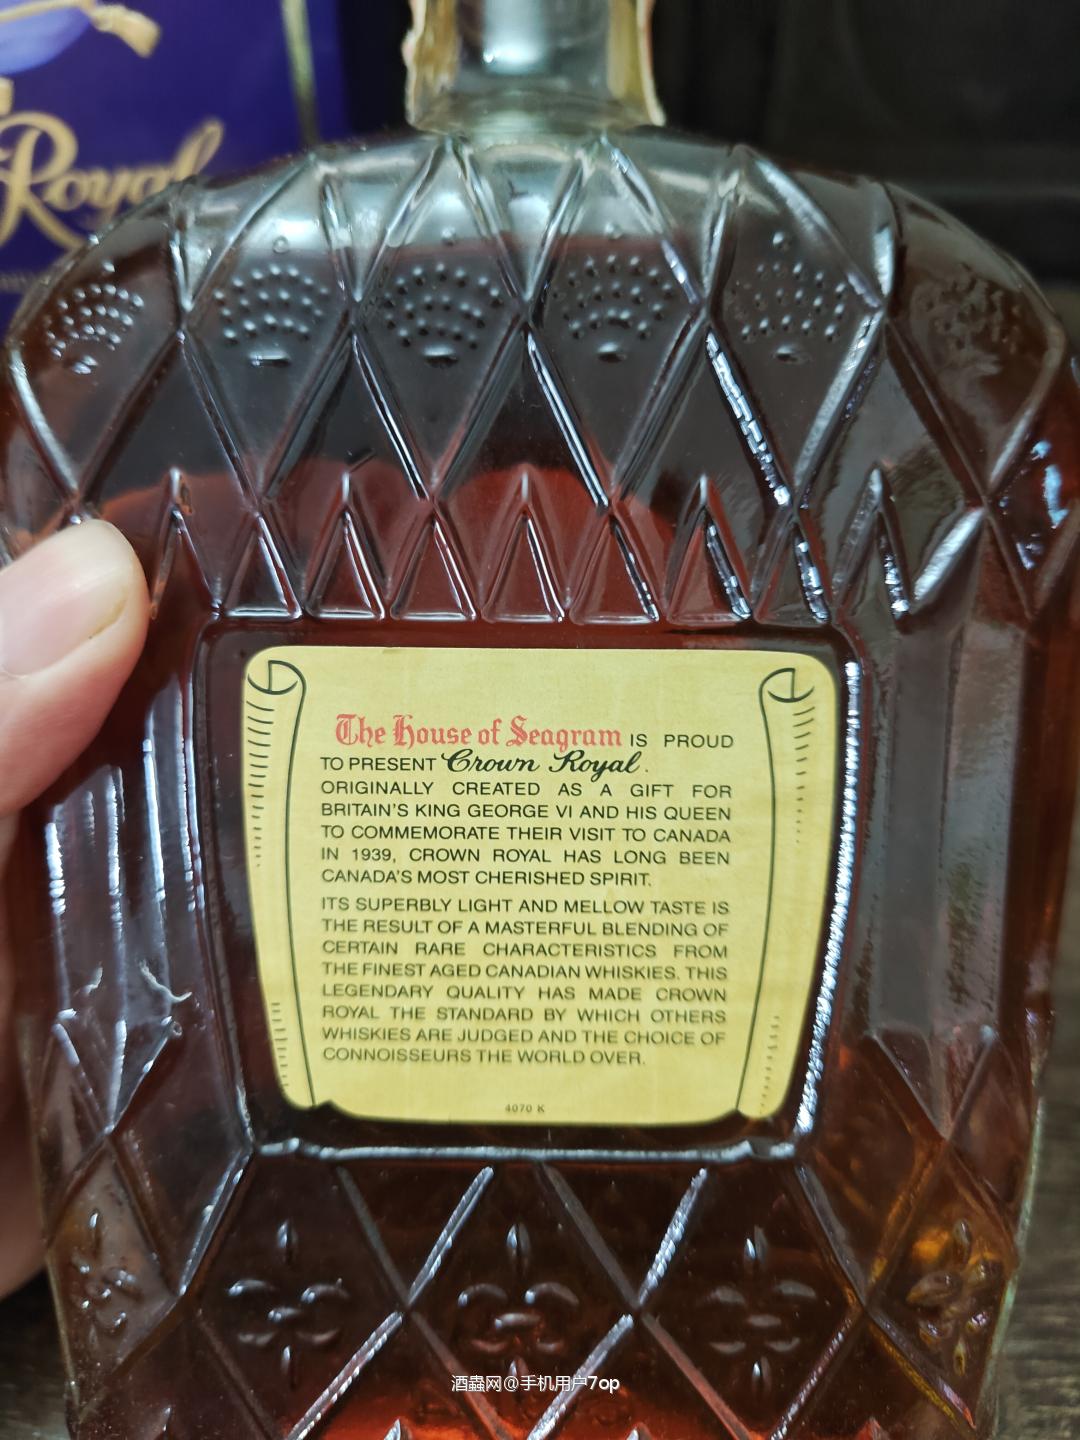 Royal
The House of Seagram IS PROUD
TO PRESENT Crown Royal.
ORIGINALLY CREATED AS A GIFT FOR
BRITAIN'S KING GEORGE VI AND HIS QUEEN
TO COMMEMORATE THEIR VISIT TO CANADA
IN 1939, CROWN ROYAL HAS LONG BEEN
CANADA'S MOST CHERISHED SPIRIT.
ITS SUPERBLY LIGHT AND MELLOW TASTE IS
THE RESULT OF A MASTERFUL BLENDING OF
CERTAIN RARE CHARACTERISTICS FROM
THE FINEST AGED CANADIAN WHISKIES. THIS
LEGENDARY QUALITY HAS MADE CROWN
ROYAL THE STANDARD BY WHICH OTHERS
WHISKIES ARE JUDGED AND THE CHOICE OF
CONNOISSEURS THE WORLD OVER.
4070 K
酒蟲网@手机用户7op